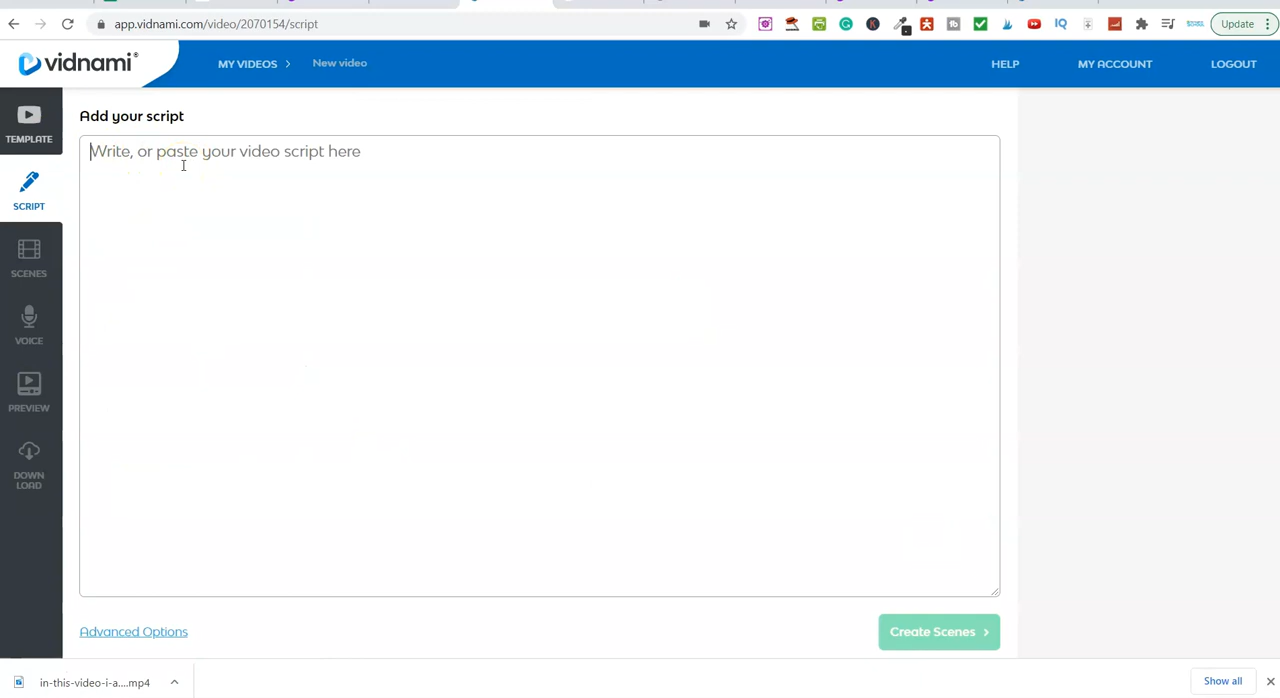 app.vidnami.com/video/2070154/script
Update
vidnami®
MY VIDEOS
New video
HELP
MY ACCOUNT
LOGOUT
TEMPLATE
SCRIPT
SCENES
VOICE
PREVIEW
DOWN
LOAD
Add your script
Write, or paste your video script here
Advanced Options
Create Scenes
in-this-video-i-a....mp4
Show all